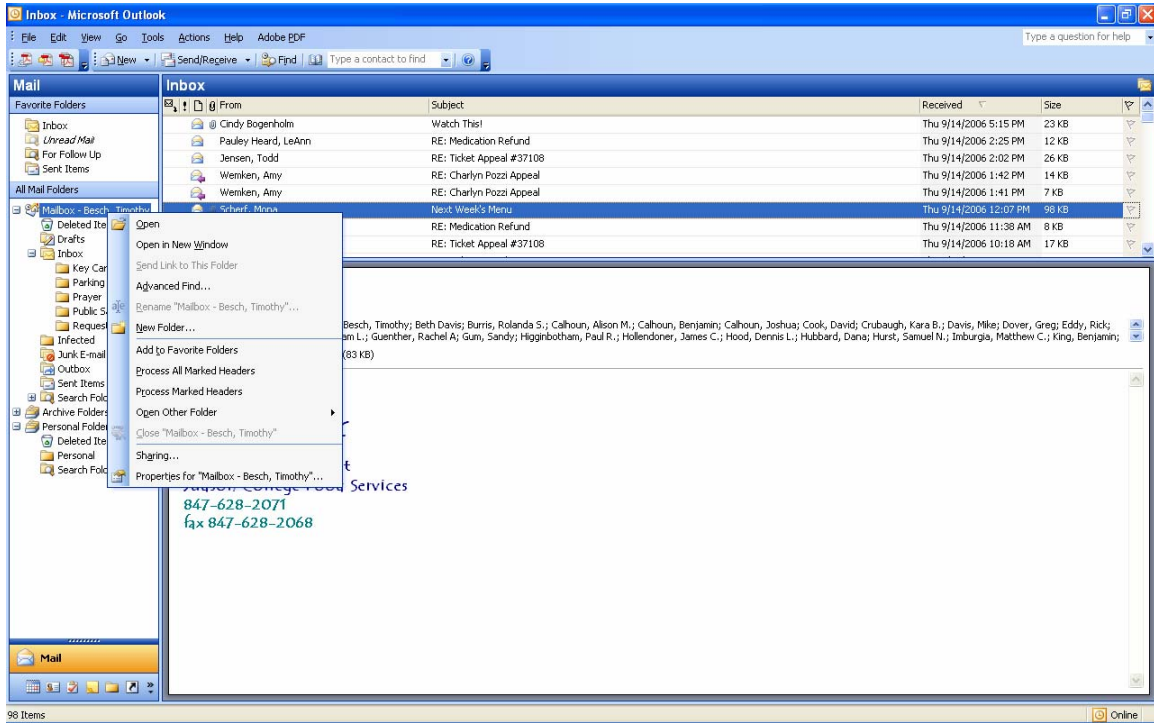 Inbox - Microsoft Outlook
File Edit View Go Tools Actions Help Adobe PDF Type a question for help
New Send/Receive Find Type a contact to find
Mail Inbox
Favorite Folders From Subject Received Size
Inbox
Unread Mail
For Follow Up
Sent Items
Cindy Bogenholm Watch This! Thu 9/14/2006 5:15 PM 23 KB
Pauley Heard, LeAnn RE: Medication Refund Thu 9/14/2006 2:25 PM 12 KB
Jensen, Todd RE: Ticket Appeal #37108 Thu 9/14/2006 2:02 PM 26 KB
Wemken, Amy RE: Charlyn Pozzi Appeal Thu 9/14/2006 1:42 PM 14 KB
Wemken, Amy RE: Charlyn Pozzi Appeal Thu 9/14/2006 1:41 PM 7 KB
Scherf, Mona Next Week's Menu Thu 9/14/2006 12:07 PM 98 KB
RE: Medication Refund Thu 9/14/2006 11:38 AM 8 KB
RE: Ticket Appeal #37108 Thu 9/14/2006 10:18 AM 17 KB
All Mail Folders
Mailbox - Besch, Timothy
Deleted Ite
Drafts
Inbox
Key Car
Parking
Prayer
Public S
Request
Infected
Junk E-mail
Outbox
Sent Items
Search Fold
Archive Folders
Personal Folder
Deleted Ite
Personal
Search Fold
Open
Open in New Window
Send Link to This Folder
Advanced Find...
Rename "Mailbox - Besch, Timothy"...
New Folder...
Add to Favorite Folders
Process All Marked Headers
Process Marked Headers
Open Other Folder
Close "Mailbox - Besch, Timothy"
Sharing...
Properties for "Mailbox - Besch, Timothy"...
Besch, Timothy; Beth Davis; Burris, Rolanda S.; Calhoun, Alison M.; Calhoun, Benjamin; Calhoun, Joshua; Cook, David; Crubaugh, Kara B.; Davis, Mike; Dover, Greg; Eddy, Rick;
am L.; Guenther, Rachel A; Gum, Sandy; Higginbotham, Paul R.; Hollendoner, James C.; Hood, Dennis L.; Hubbard, Dana; Hurst, Samuel N.; Imburgia, Matthew C.; King, Benjamin;
(83 KB)
Services
847-628-2071
fax 847-628-2068
Mail
98 Items Online